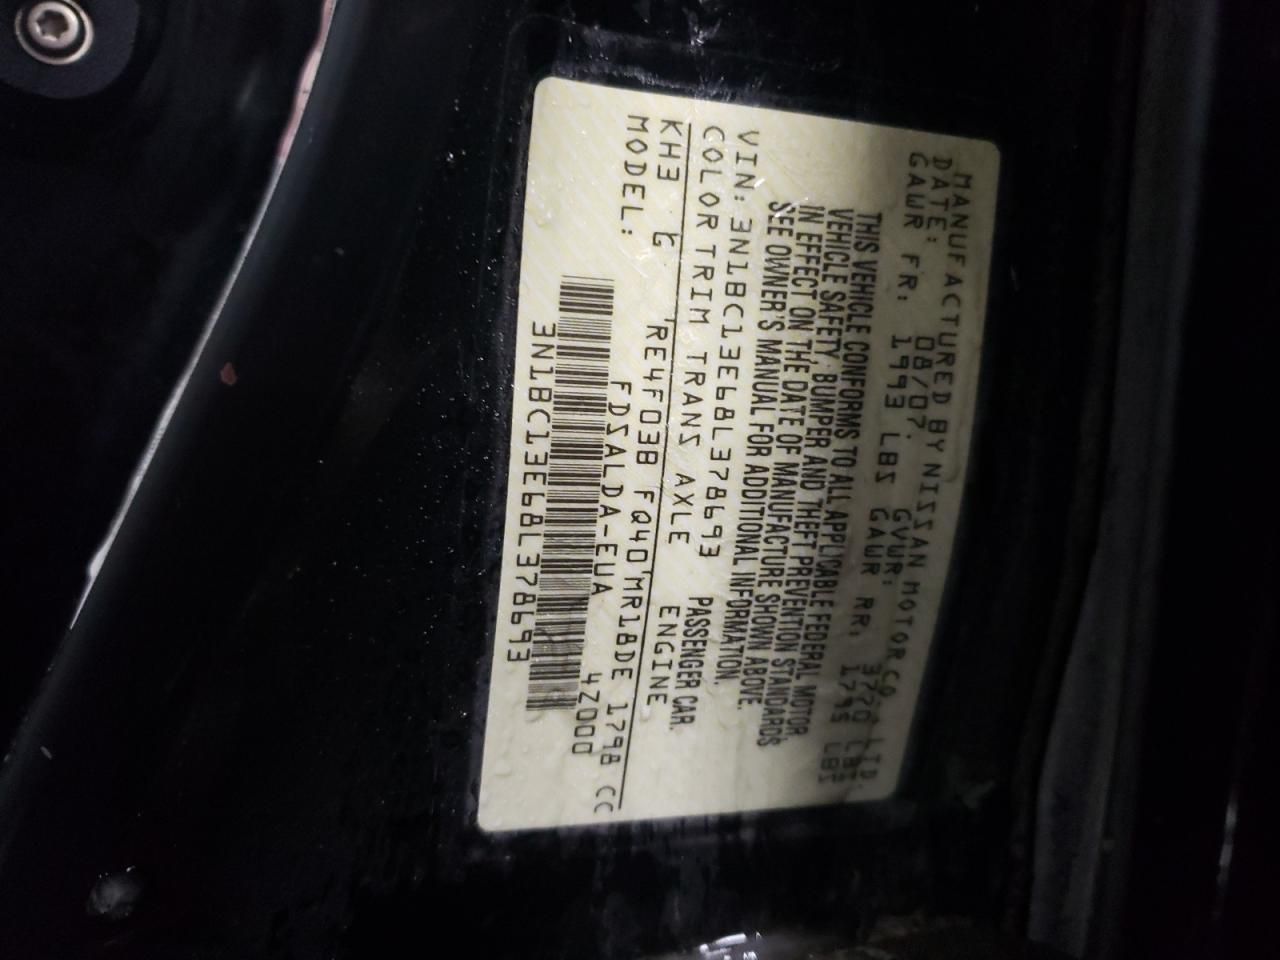 MANUFACTURED BY NISSAN MOTOR CO., LTD.
DATE: 08/07. GVWR: 3720 LBS.
GAWR FR: 1993 LBS GAWR RR: 1795 LBS
THIS VEHICLE CONFORMS TO ALL APPLICABLE FEDERAL MOTOR
VEHICLE SAFETY, BUMPER AND THEFT PREVENTION STANDARDS
IN EFFECT ON THE DATE OF MANUFACTURE SHOWN ABOVE.
SEE OWNER'S MANUAL FOR ADDITIONAL INFORMATION.
VIN: 3N1BC13E68L378693 PASSENGER CAR.
COLOR TRIM TRANS AXLE ENGINE
KH3 G RE4F03B FQ40 MR18DE 1798 CC
MODEL: FDSALDA-EUA 4Z000
3N1BC13E68L378693